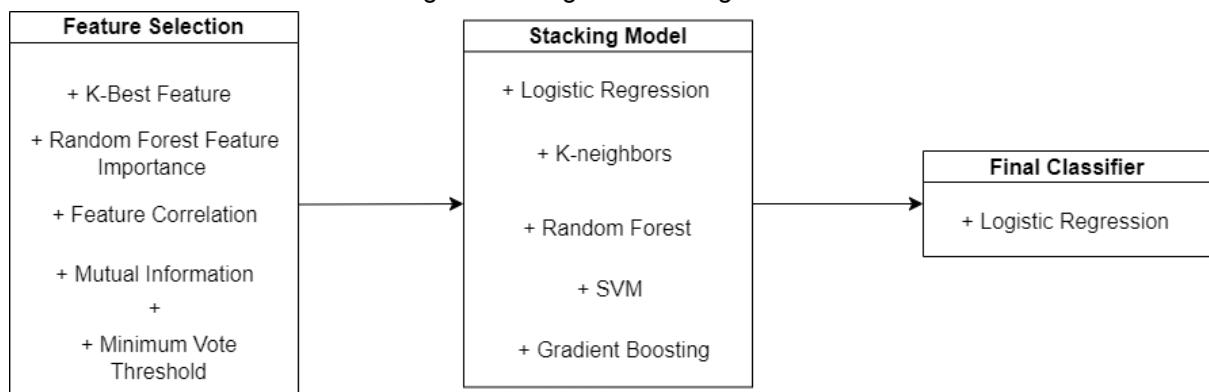 Feature Selection
+ K-Best Feature
+ Random Forest Feature
Importance
+ Feature Correlation
+ Mutual Information
+
+ Minimum Vote
Threshold
Stacking Model
+ Logistic Regression
+ K-neighbors
+ Random Forest
+ SVM
+ Gradient Boosting
Final Classifier
+ Logistic Regression